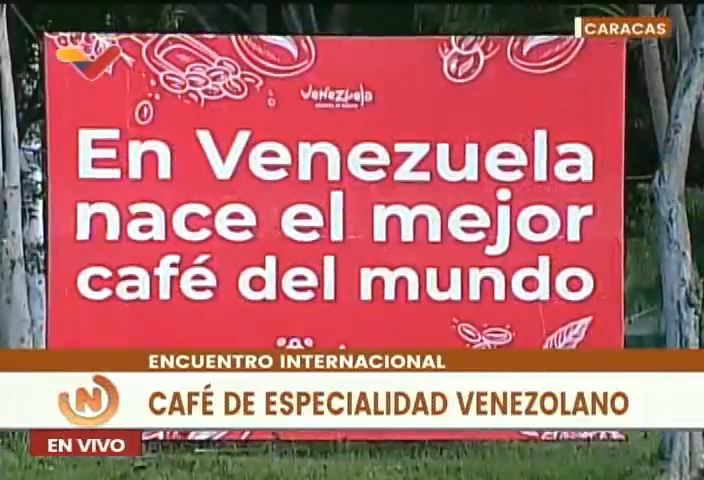 CARACAS
Venezuela
En Venezuela
nace el mejor
café del mundo
ENCUENTRO INTERNACIONAL
N
CAFÉ DE ESPECIALIDAD VENEZOLANO
EN VIVO